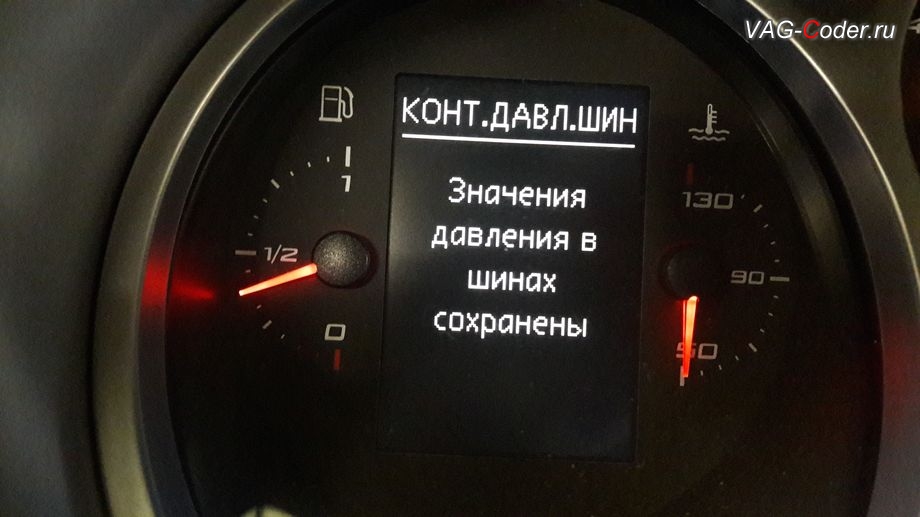 VAG-Coder.ru
КОНТ.ДАВЛ.ШИН
Значения
давления в
шинах
сохранены
1
1/2
0
130
90
50